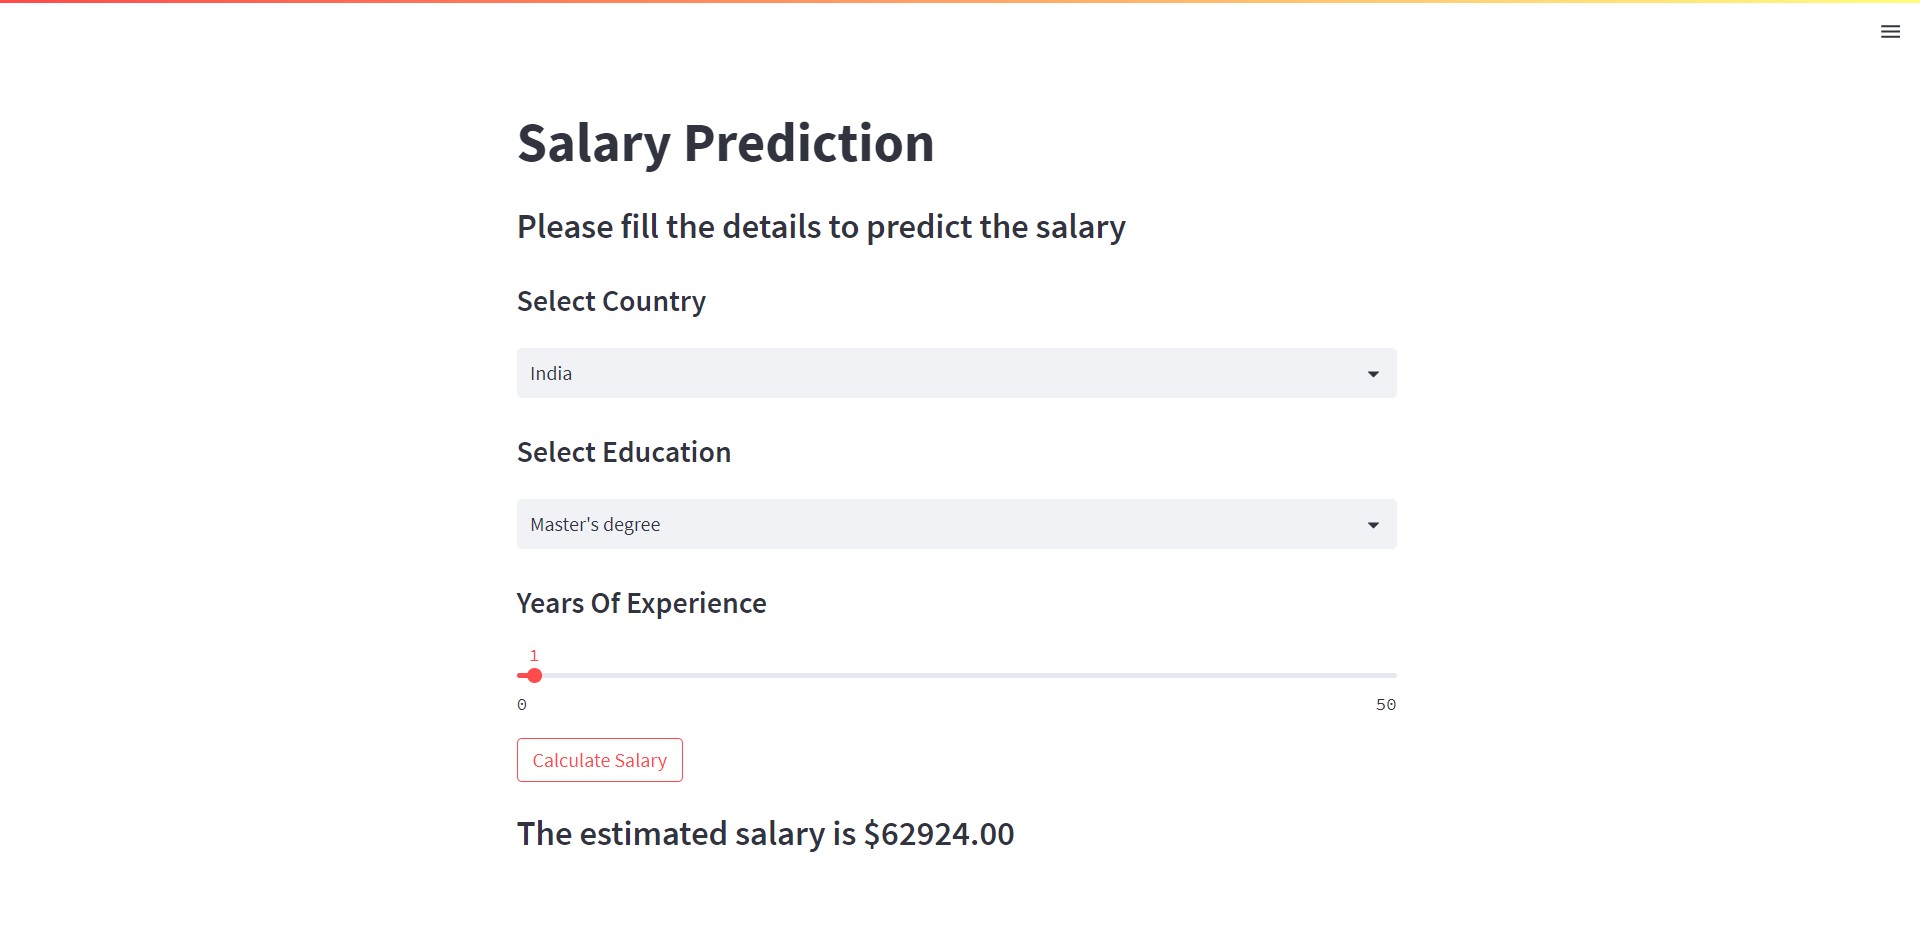 Salary Prediction
Please fill the details to predict the salary
Select Country
India
Select Education
Master's degree
Years Of Experience
1
0 50
Calculate Salary
The estimated salary is $62924.00